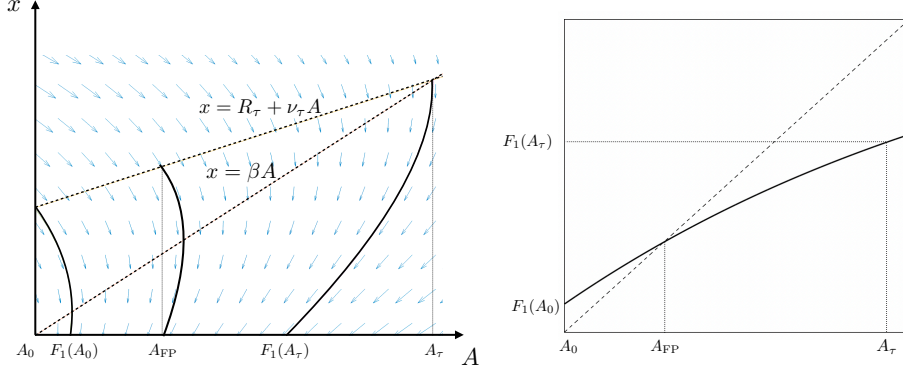 x
x = R_τ + ν_τ A
x = βA
A_0 F_1(A_0) A_FP F_1(A_τ) A_τ
A
F_1(A_τ)
F_1(A_0)
A_0 A_FP A_τ